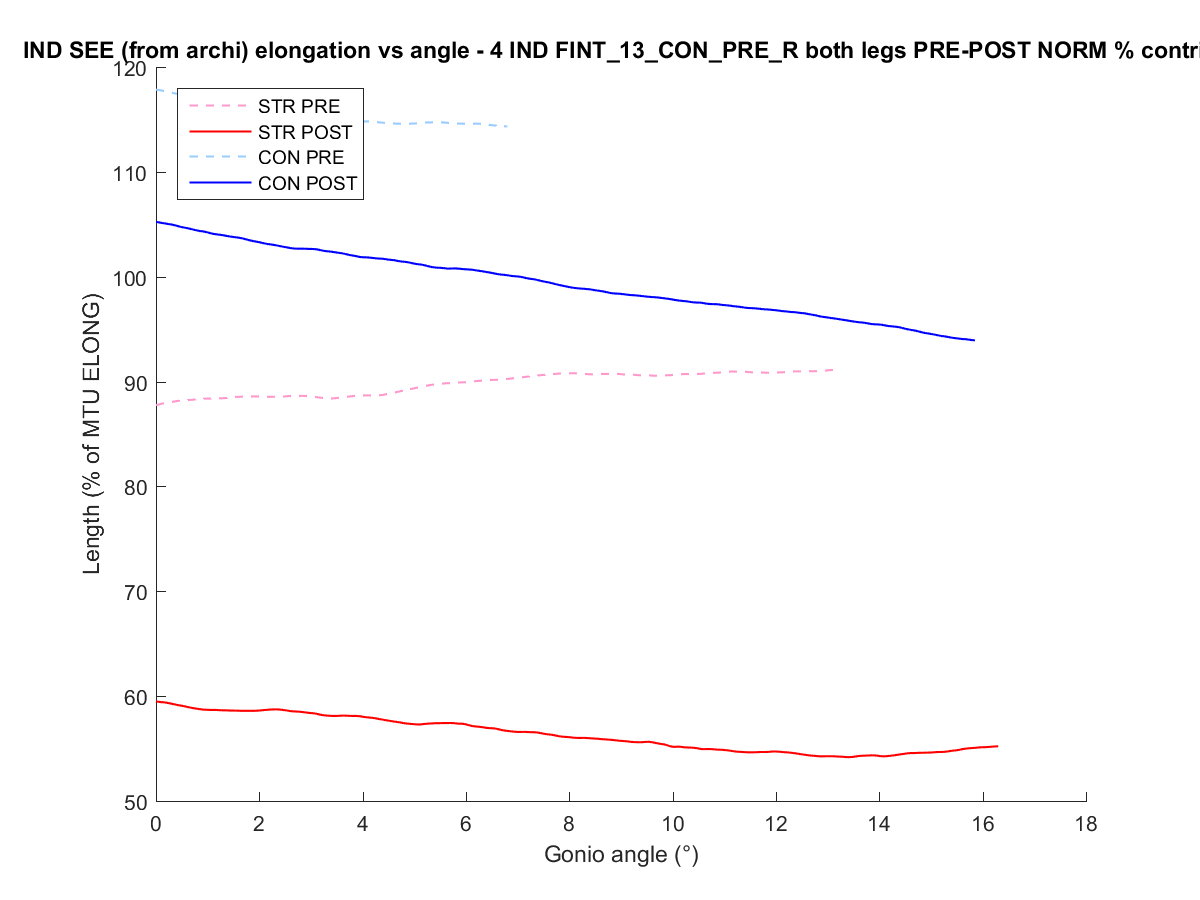 IND SEE (from archi) elongation vs angle - 4 IND FINT_13_CON_PRE_R both legs PRE-POST NORM % contri
120
110
100
90
80
70
60
50
Length (% of MTU ELONG)
STR PRE
STR POST
CON PRE
CON POST
0 2 4 6 8 10 12 14 16 18
Gonio angle (°)